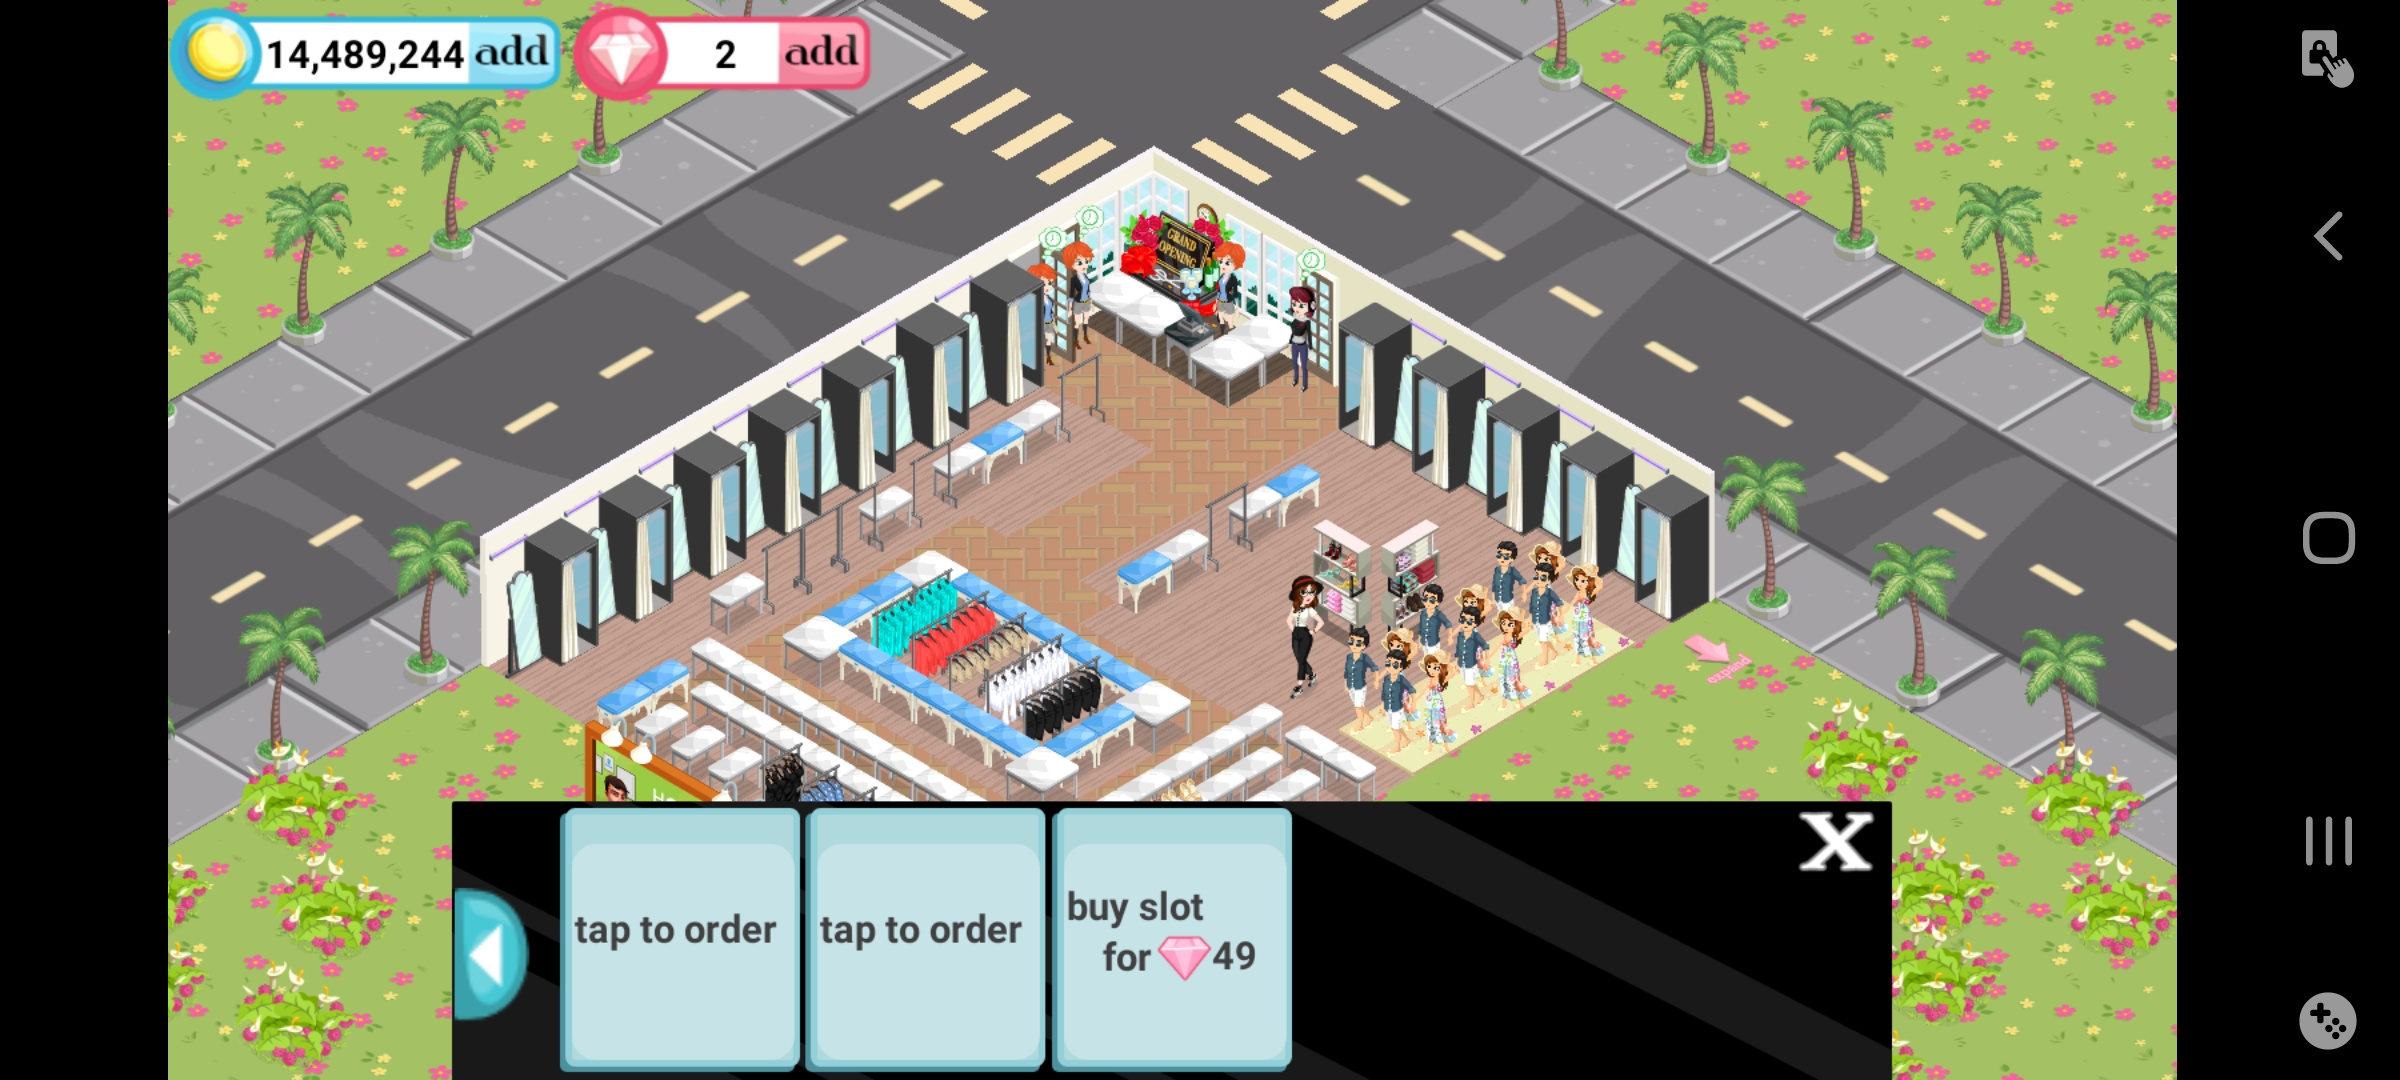 14,489,244 add
2 add
GRAND
OPENING
expand
tap to order
tap to order
buy slot
for 49
X